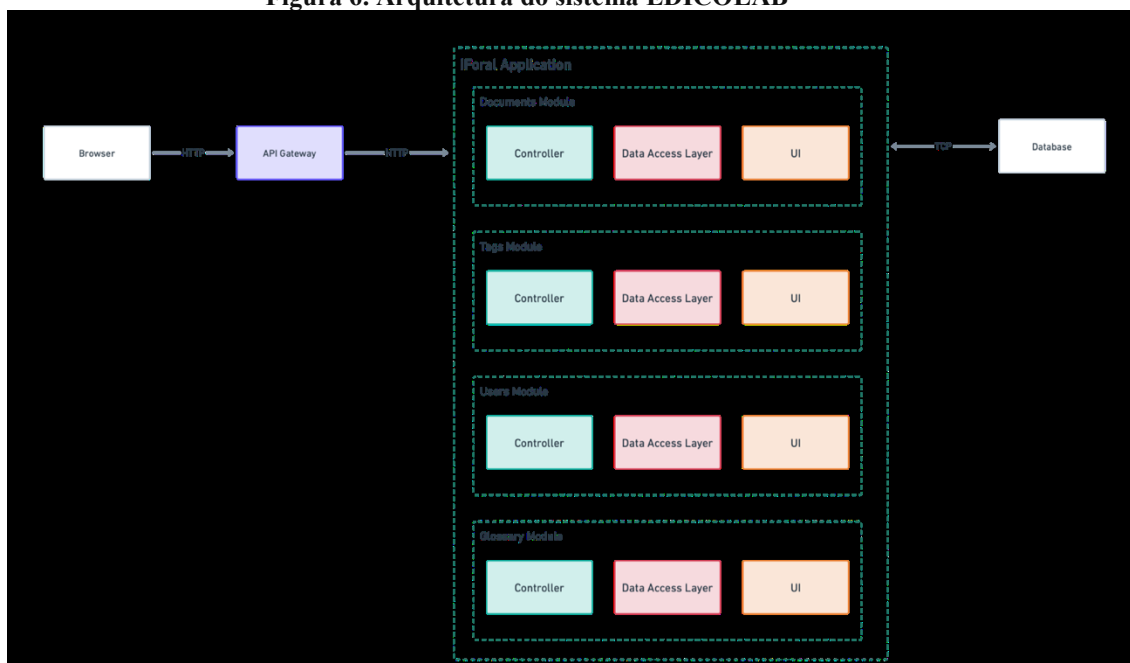 Figura 6. Arquitetura do sistema EDICOLAB
IForal Application
Documents Module
Browser
HTTP
API Gateway
HTTP
Controller
Data Access Layer
UI
TCP
Database
Tags Module
Controller
Data Access Layer
UI
Users Module
Controller
Data Access Layer
UI
Glossary Module
Controller
Data Access Layer
UI